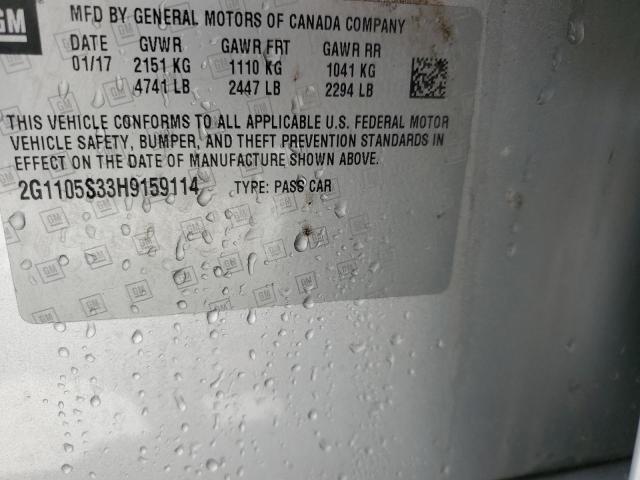 GM
MFD BY GENERAL MOTORS OF CANADA COMPANY
DATE GVWR GAWR FRT GAWR RR
01/17 2151 KG 1110 KG 1041 KG
4741 LB 2447 LB 2294 LB
THIS VEHICLE CONFORMS TO ALL APPLICABLE U.S. FEDERAL MOTOR
VEHICLE SAFETY, BUMPER, AND THEFT PREVENTION STANDARDS IN
EFFECT ON THE DATE OF MANUFACTURE SHOWN ABOVE.
2G1105S33H9159114 TYPE: PASS CAR